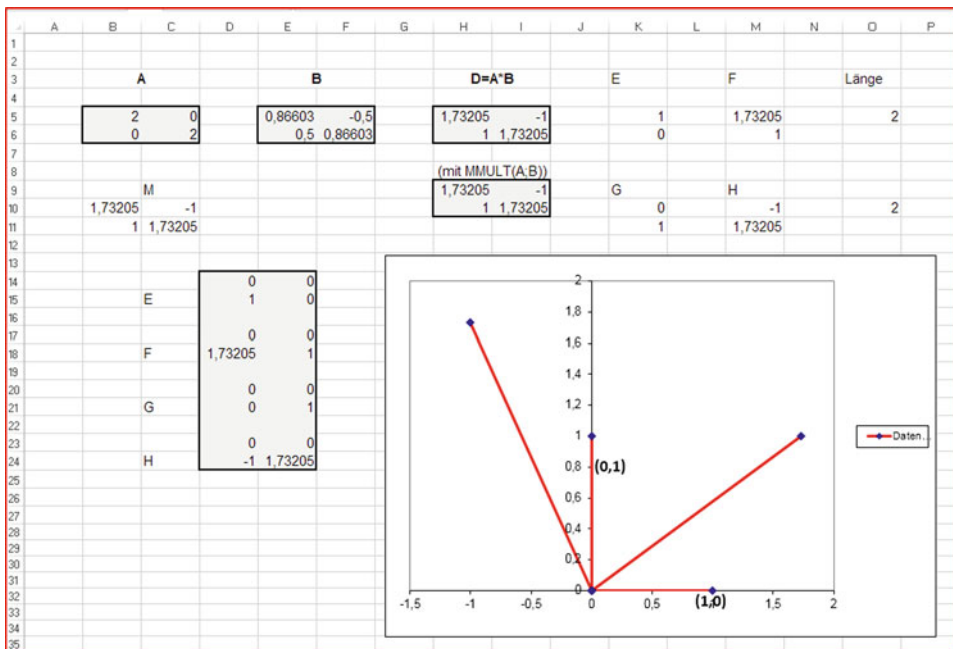 A B C D E F G H I J K L M N O P
1
2
3 A B D=A*B E F Länge
4
5 2 0 0,86603 -0,5 1,73205 -1 1 1,73205 2
6 0 2 0,5 0,86603 1 1,73205 0 1
7
8 (mit MMULT(A;B))
9 M 1,73205 -1 G H
10 1,73205 -1 1 1,73205 0 -1 2
11 1 1,73205 1 1,73205
12
13
14 0 0
15 E 1 0
16
17 0 0
18 F 1,73205 1
19
20 0 0
21 G 0 1
22
23 0 0
24 H -1 1,73205
25
26
27
28
29
30
31
32
33
34
35
2
1,8
1,6
1,4
1,2
1
0,8
(0,1)
0,6
0,4
0,2
0
-1,5 -1 -0,5 0 0,5 1 1,5 2
(1,0)
Daten...